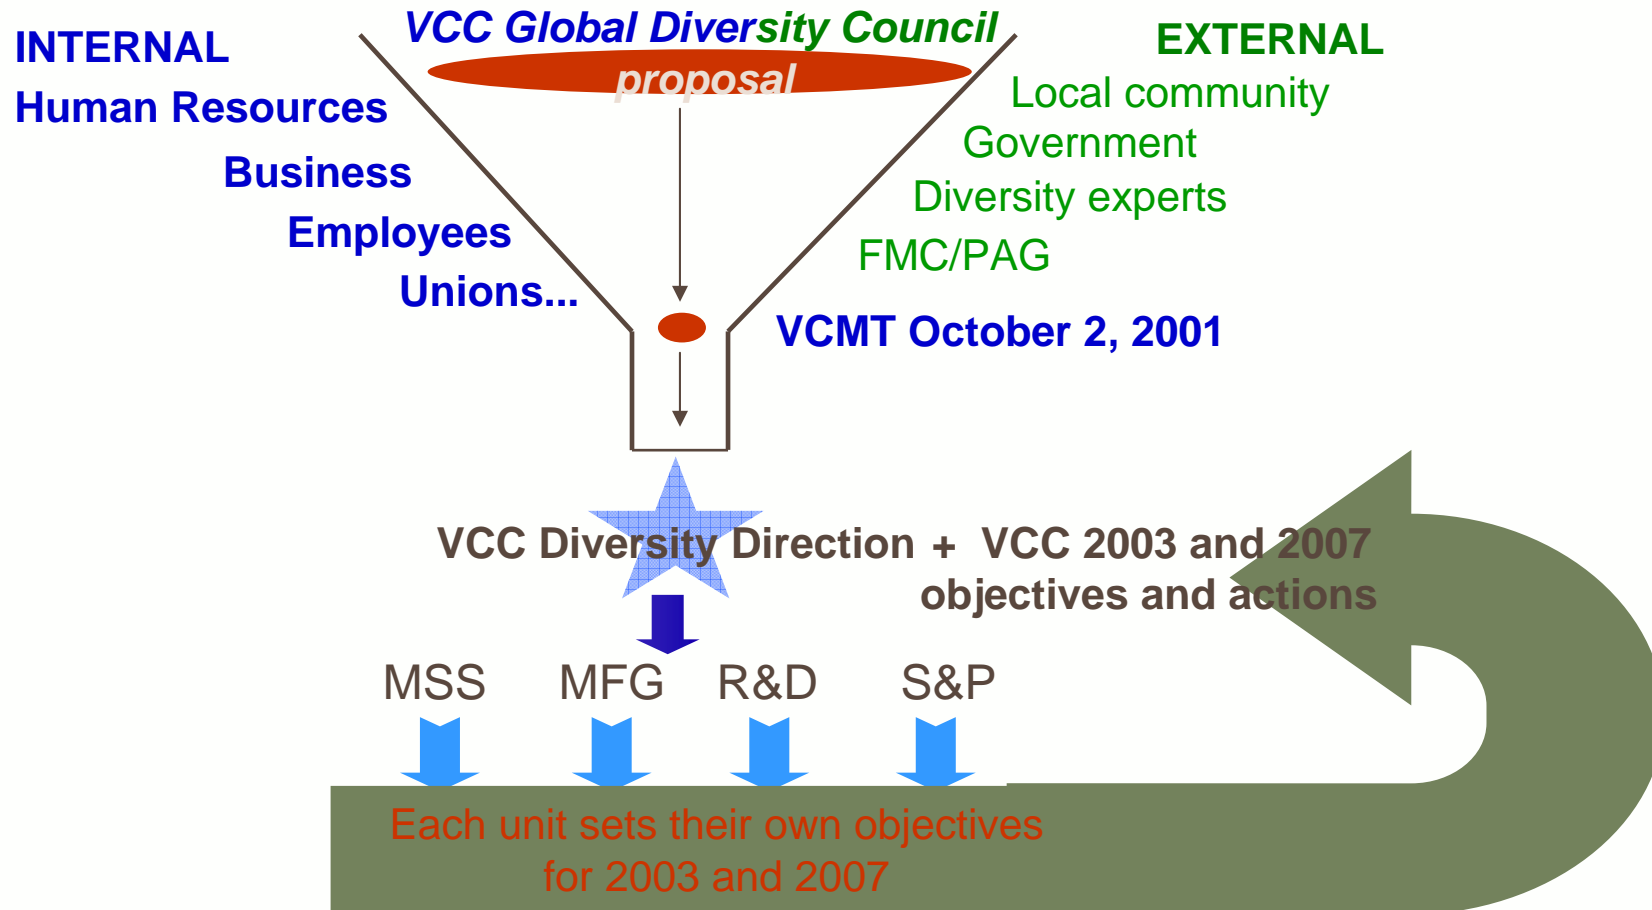 VCC Global Diversity Council
proposal
INTERNAL
Human Resources
Business
Employees
Unions...
EXTERNAL
Local community
Government
Diversity experts
FMC/PAG
VCMT October 2, 2001
VCC Diversity Direction + VCC 2003 and 2007
objectives and actions
MSS MFG R&D S&P
Each unit sets their own objectives
for 2003 and 2007